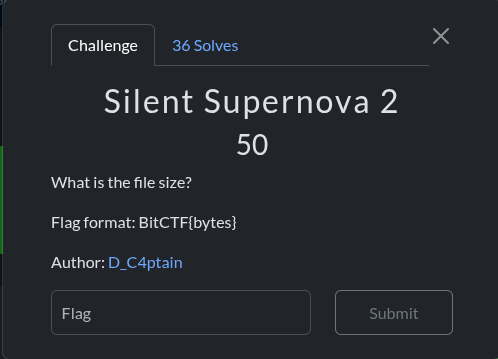 Challenge
36 Solves
Silent Supernova 2
50
What is the file size?
Flag format: BitCTF{bytes}
Author: D_C4ptain
Flag
Submit